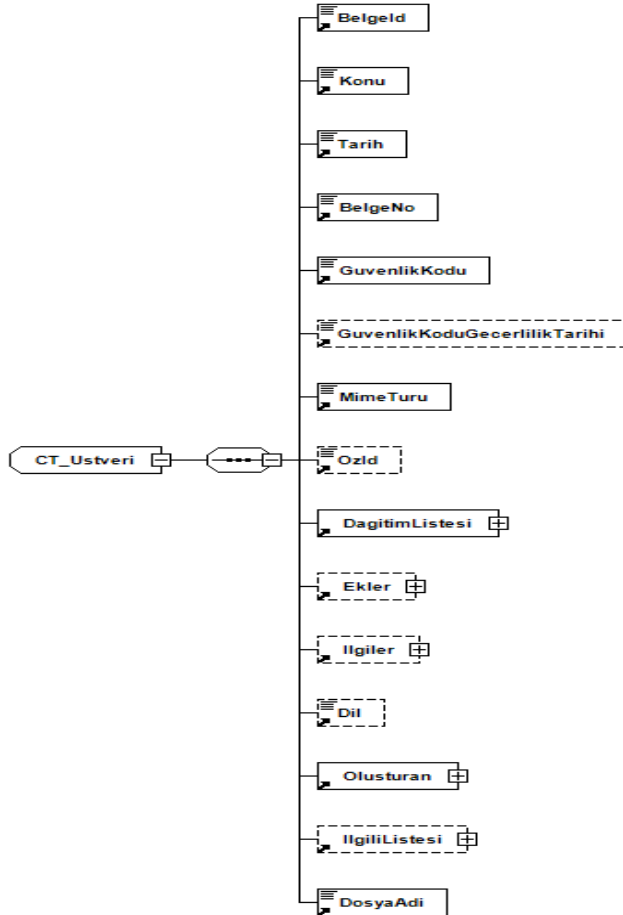 BelgeId
Konu
Tarih
BelgeNo
GuvenlikKodu
GuvenlikKoduGecerlilikTarihi
MimeTuru
CT_Ustveri
OzId
DagitimListesi
Ekler
Ilgiler
Dil
Olusturan
IlgiliListesi
DosyaAdi